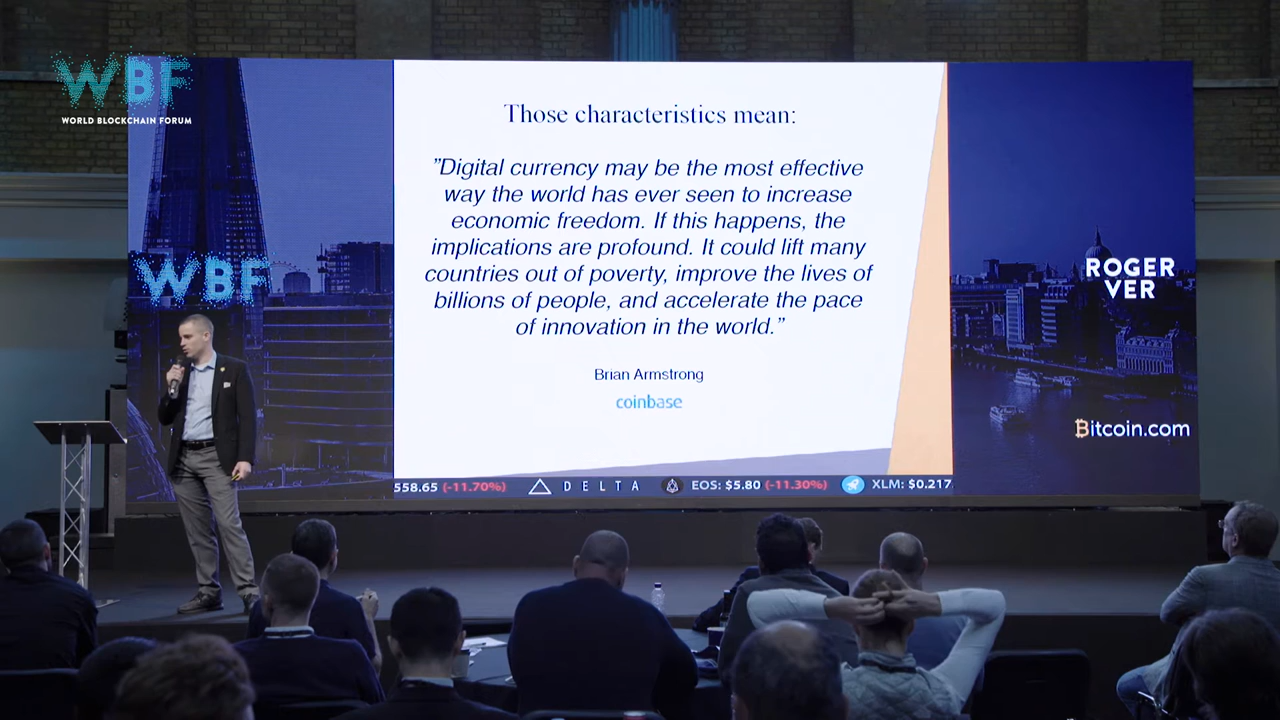 WBF
WORLD BLOCKCHAIN FORUM
Those characteristics mean:
”Digital currency may be the most effective
way the world has ever seen to increase
economic freedom. If this happens, the
implications are profound. It could lift many
countries out of poverty, improve the lives of
billions of people, and accelerate the pace
of innovation in the world.”
Brian Armstrong
coinbase
WBF
ROGER
VER
Bitcoin.com
558.65 (-11.70%) DELTA EOS: $5.80 (-11.30%) XLM: $0.217